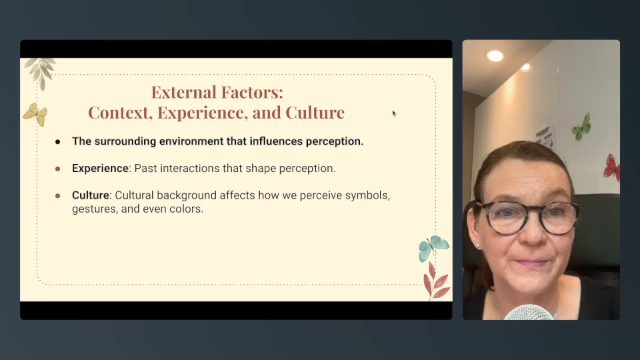 External Factors:
Context, Experience, and Culture
● The surrounding environment that influences perception.
● Experience: Past interactions that shape perception.
● Culture: Cultural background affects how we perceive symbols,
gestures, and even colors.